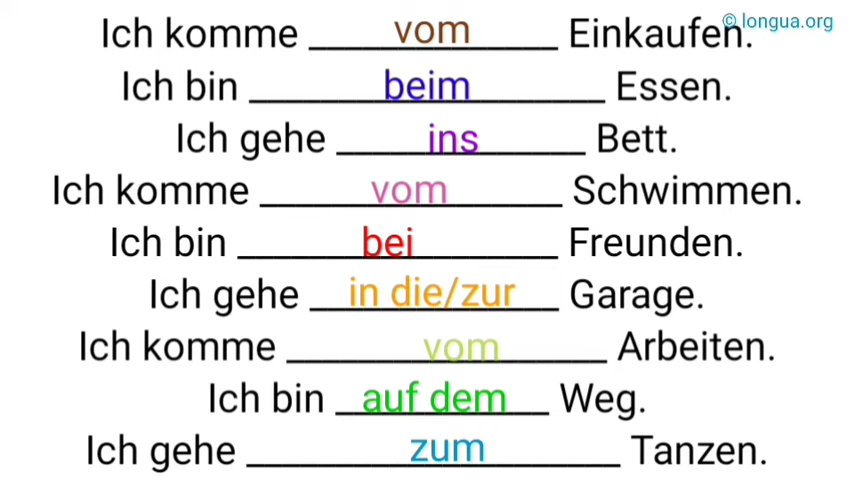 © longua.org
Ich komme vom Einkaufen.
Ich bin beim Essen.
Ich gehe ins Bett.
Ich komme vom Schwimmen.
Ich bin bei Freunden.
Ich gehe in die/zur Garage.
Ich komme vom Arbeiten.
Ich bin auf dem Weg.
Ich gehe zum Tanzen.